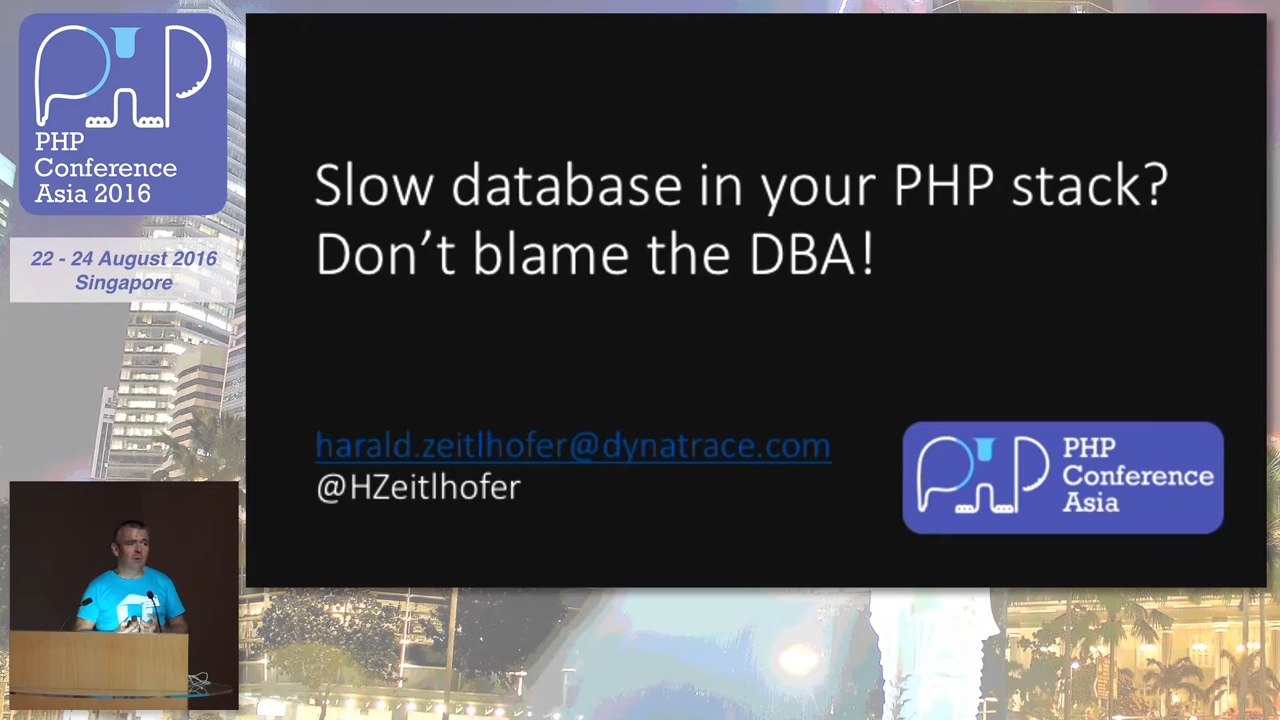 PHP
Conference
Asia 2016
22 - 24 August 2016
Singapore
Slow database in your PHP stack?
Don’t blame the DBA!
harald.zeitlhofer@dynatrace.com
@HZeitlhofer
PHP
Conference
Asia